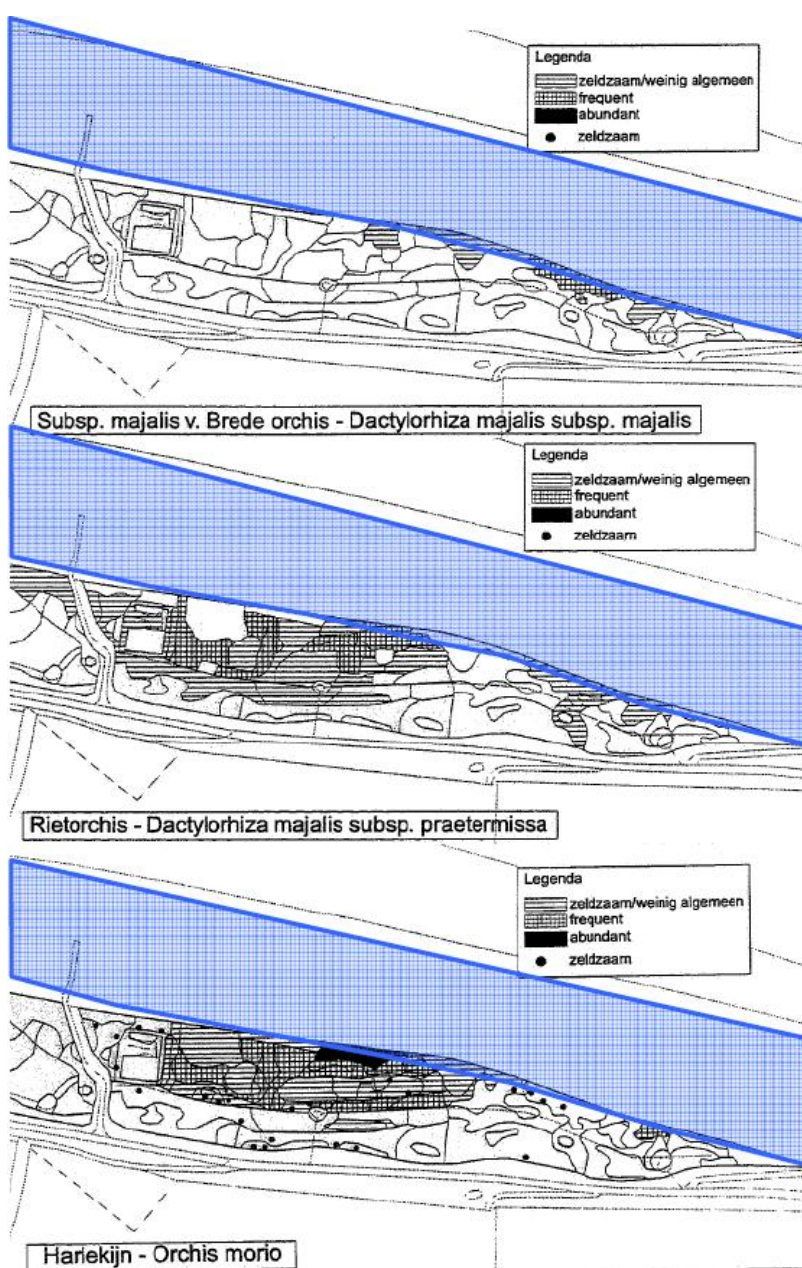 Legenda
zeldzaam/weinig algemeen
frequent
abundant
zeldzaam
Subsp. majalis v. Brede orchis - Dactylorhiza majalis subsp. majalis
Legenda
zeldzaam/weinig algemeen
frequent
abundant
zeldzaam
Rietorchis - Dactylorhiza majalis subsp. praetermissa
Legenda
zeldzaam/weinig algemeen
frequent
abundant
zeldzaam
Harlekijn - Orchis morio